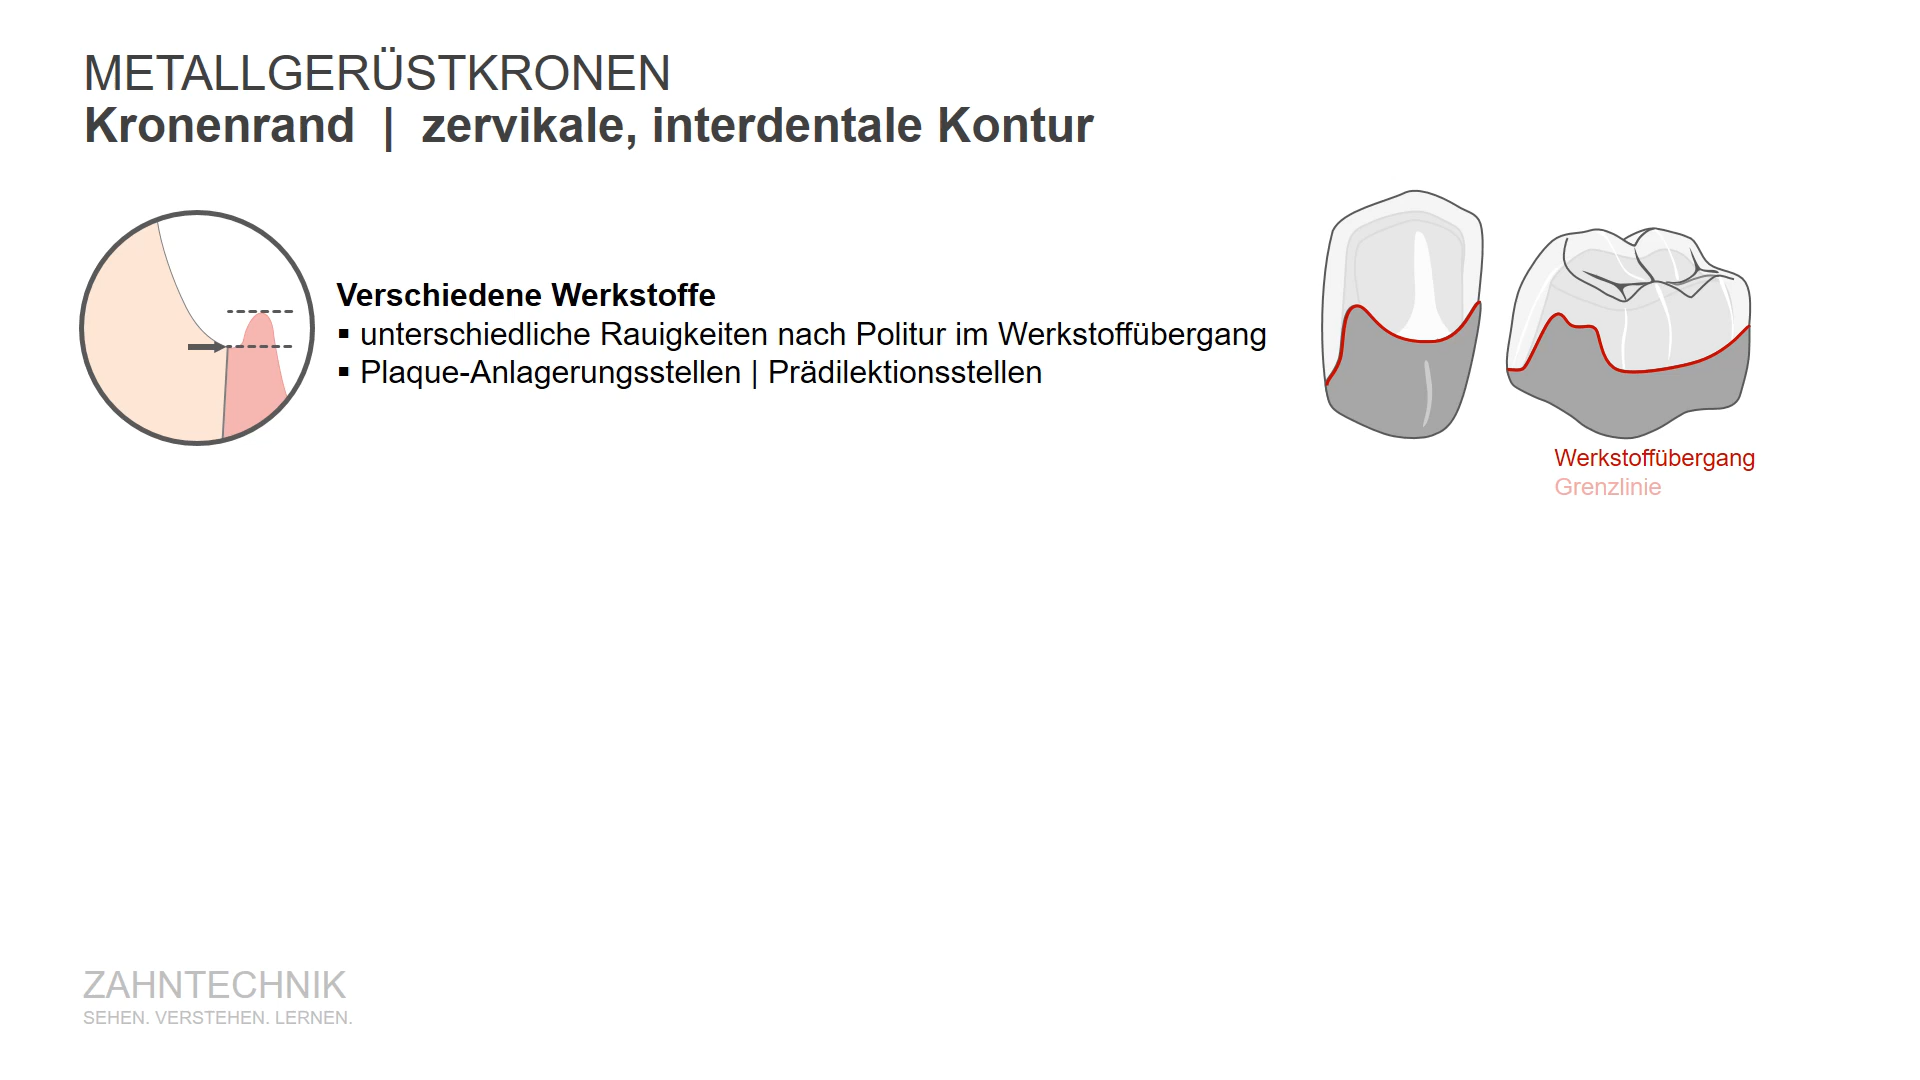 METALLGERÜSTKRONEN
Kronenrand | zervikale, interdentale Kontur
Verschiedene Werkstoffe
▪ unterschiedliche Rauigkeiten nach Politur im Werkstoffübergang
▪ Plaque-Anlagerungsstellen | Prädilektionsstellen
Werkstoffübergang
Grenzlinie
ZAHNTECHNIK
SEHEN. VERSTEHEN. LERNEN.